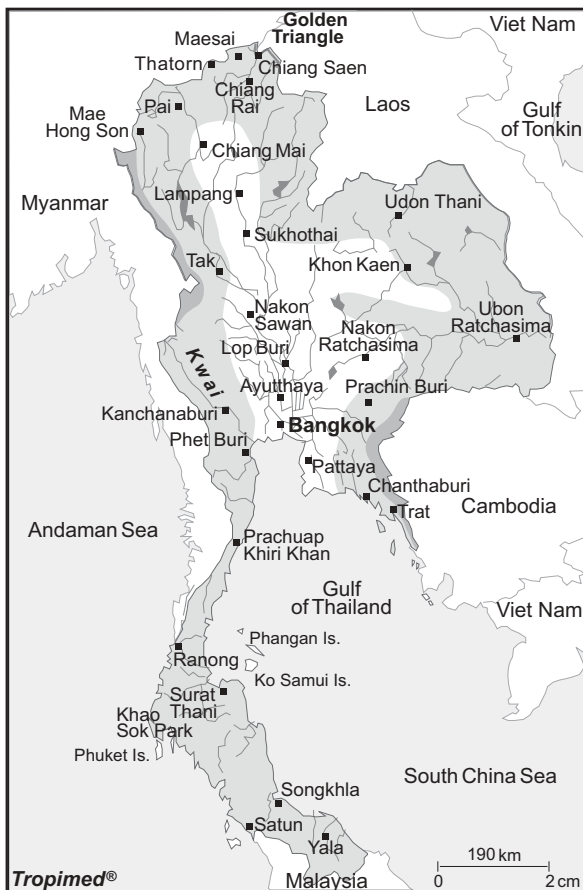 Golden
Triangle
Viet Nam
Maesai
Thatorn
Chiang Saen
Chiang
Rai
Pai
Laos
Gulf
of Tonkin
Mae
Hong Son
Chiang Mai
Lampang
Myanmar
Udon Thani
Sukhothai
Khon Kaen
Tak
Nakon
Sawan
Ubon
Ratchasima
Nakon
Ratchasima
Lop Buri
Kwai
Ayutthaya
Prachin Buri
Kanchanaburi
Bangkok
Phet Buri
Pattaya
Chanthaburi
Trat
Cambodia
Andaman Sea
Prachuap
Khiri Khan
Gulf
of Thailand
Viet Nam
Phangan Is.
Ranong
Ko Samui Is.
Surat
Thani
Khao
Sok Park
Phuket Is.
South China Sea
Songkhla
Satun
Yala
190 km
0 2 cm
Tropimed®
Malaysia